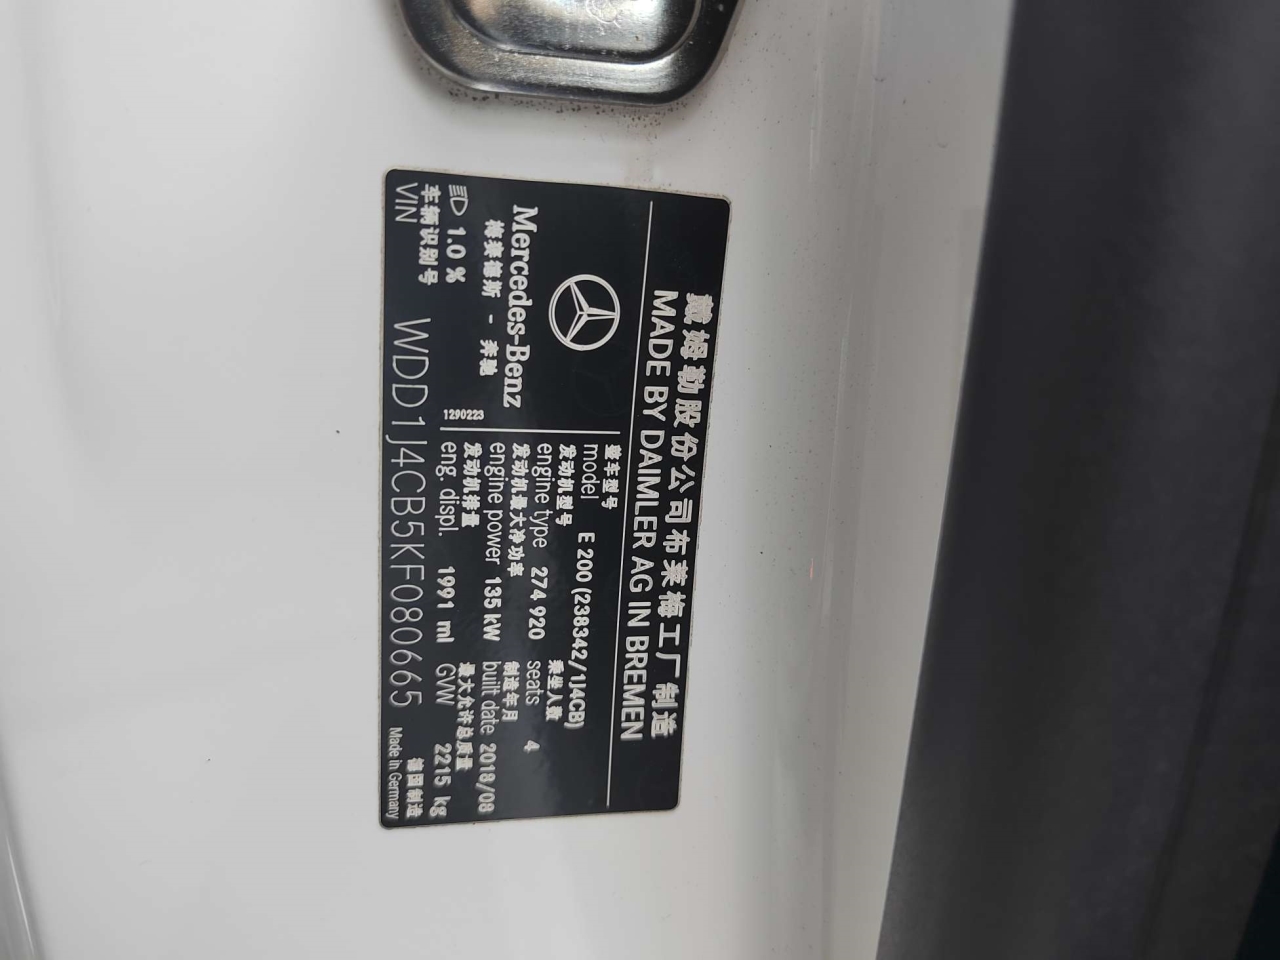 戴姆勒股份公司布莱梅工厂制造
MADE BY DAIMLER AG IN BREMEN
Mercedes-Benz
梅赛德斯 - 奔驰
1.0 %
1290223
整车型号
model E 200 (238342/1J4CB)
发动机型号 乘坐人数
engine type 274 920 seats 4
发动机最大净功率 制造年月
engine power 135 kW built date 2018/08
发动机排量 最大允许总质量
eng. displ. 1991 ml GVW 2215 kg
车辆识别号
VIN WDD1J4CB5KF080665
德国制造
Made in Germany